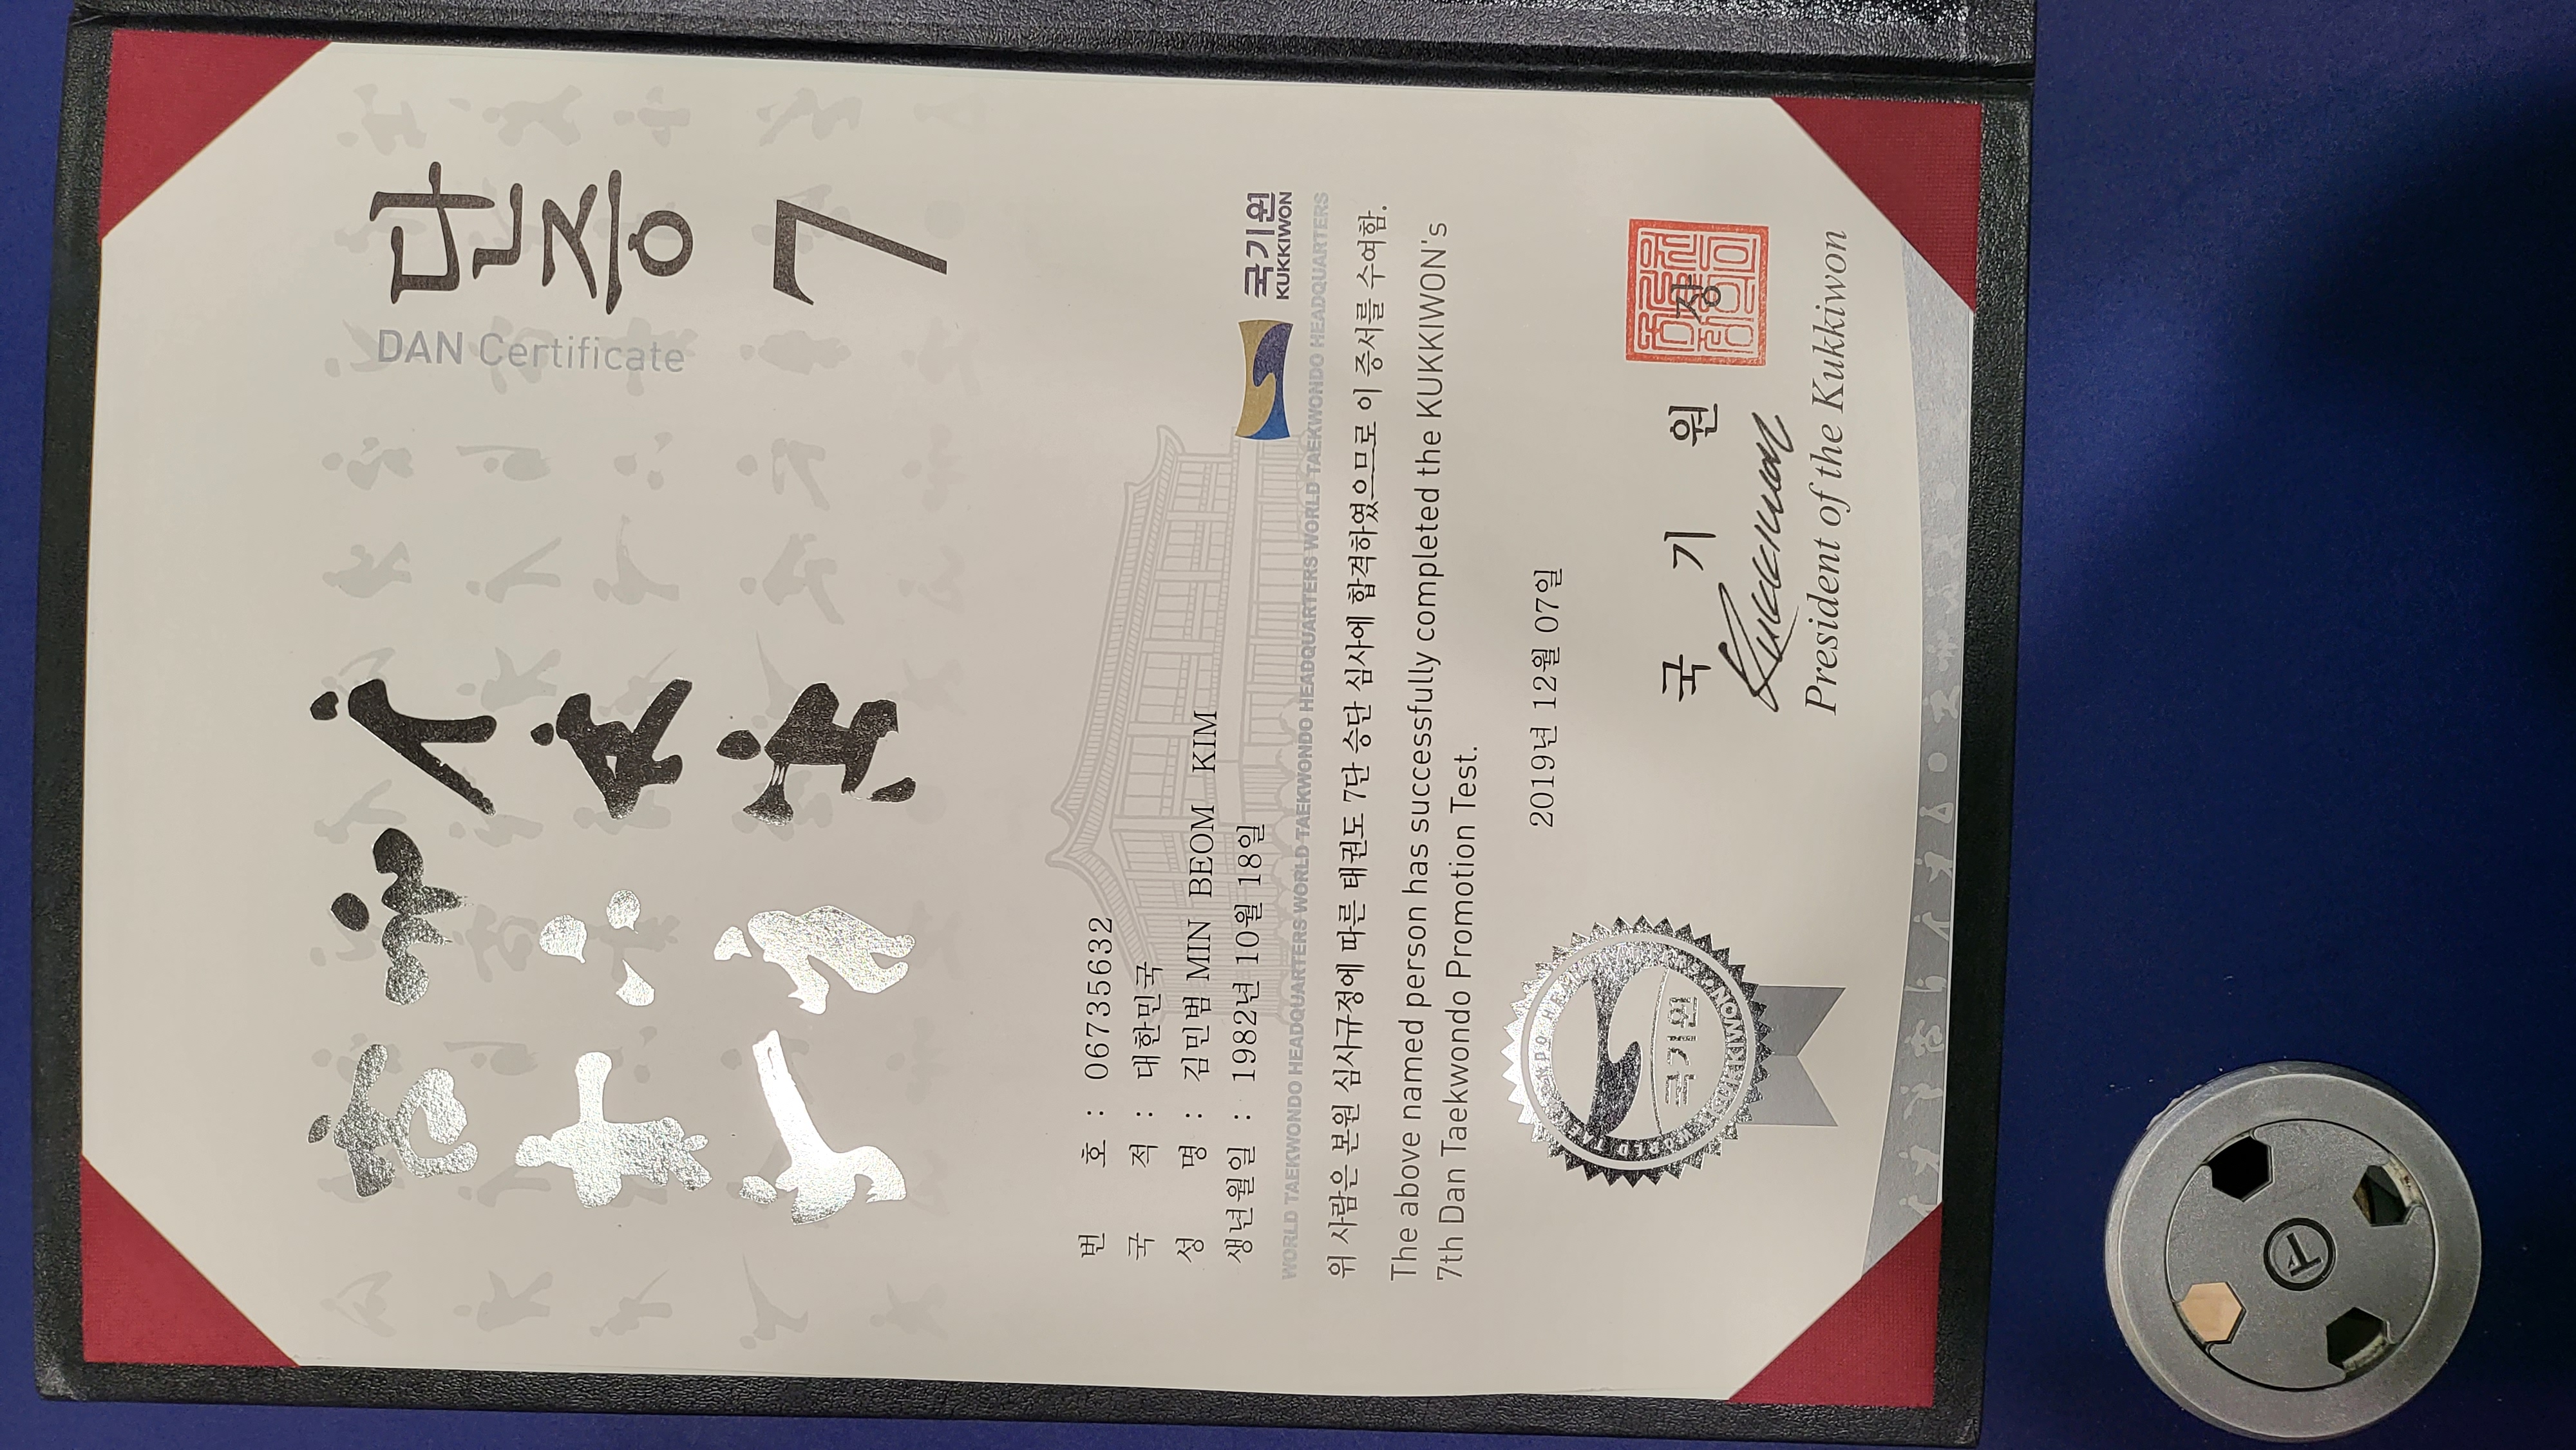 단증
DAN Certificate
7
번 호 : 06735632
국 적 : 대한민국
성 명 : 김민범 MIN BEOM KIM
생년월일 : 1982년 10월 18일
국기원
KUKKIWON
WORLD TAEKWONDO HEADQUARTERS WORLD TAEKWONDO HEADQUARTERS WORLD TAEKWONDO HEADQUARTERS WORLD TAEKWONDO HEADQUARTERS
위 사람은 본원 심사규정에 따른 태권도 7단 승단 심사에 합격하였으므로 이 증서를 수여함.
The above named person has successfully completed the KUKKIWON's
7th Dan Taekwondo Promotion Test.
2019년 12월 07일
국기원
KUKKIWON
국 기 원 장
President of the Kukkiwon